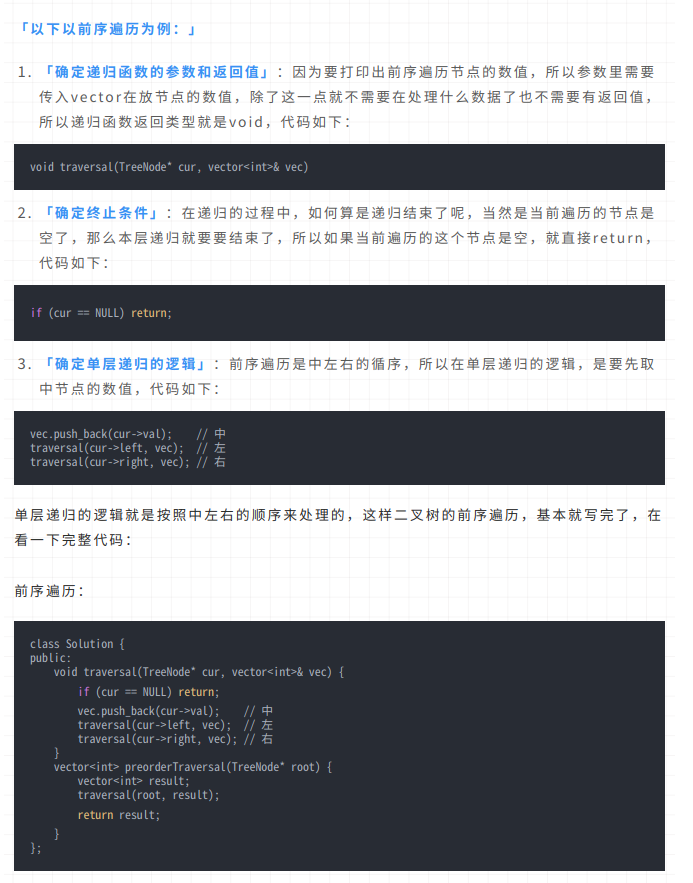 「以下以前序遍历为例：」
1. 「确定递归函数的参数和返回值」：因为要打印出前序遍历节点的数值，所以参数里需要
传入vector在放节点的数值，除了这一点就不需要在处理什么数据了也不需要有返回值，
所以递归函数返回类型就是void，代码如下：
void traversal(TreeNode* cur, vector<int>& vec)
2. 「确定终止条件」：在递归的过程中，如何算是递归结束了呢，当然是当前遍历的节点是
空了，那么本层递归就要要结束了，所以如果当前遍历的这个节点是空，就直接return，
代码如下：
if (cur == NULL) return;
3. 「确定单层递归的逻辑」：前序遍历是中左右的循序，所以在单层递归的逻辑，是要先取
中节点的数值，代码如下：
vec.push_back(cur->val);    // 中
traversal(cur->left, vec);  // 左
traversal(cur->right, vec); // 右
单层递归的逻辑就是按照中左右的顺序来处理的，这样二叉树的前序遍历，基本就写完了，在
看一下完整代码：
前序遍历：
class Solution {
public:
    void traversal(TreeNode* cur, vector<int>& vec) {
        if (cur == NULL) return;
        vec.push_back(cur->val);    // 中
        traversal(cur->left, vec);  // 左
        traversal(cur->right, vec); // 右
    }
    vector<int> preorderTraversal(TreeNode* root) {
        vector<int> result;
        traversal(root, result);
        return result;
    }
};